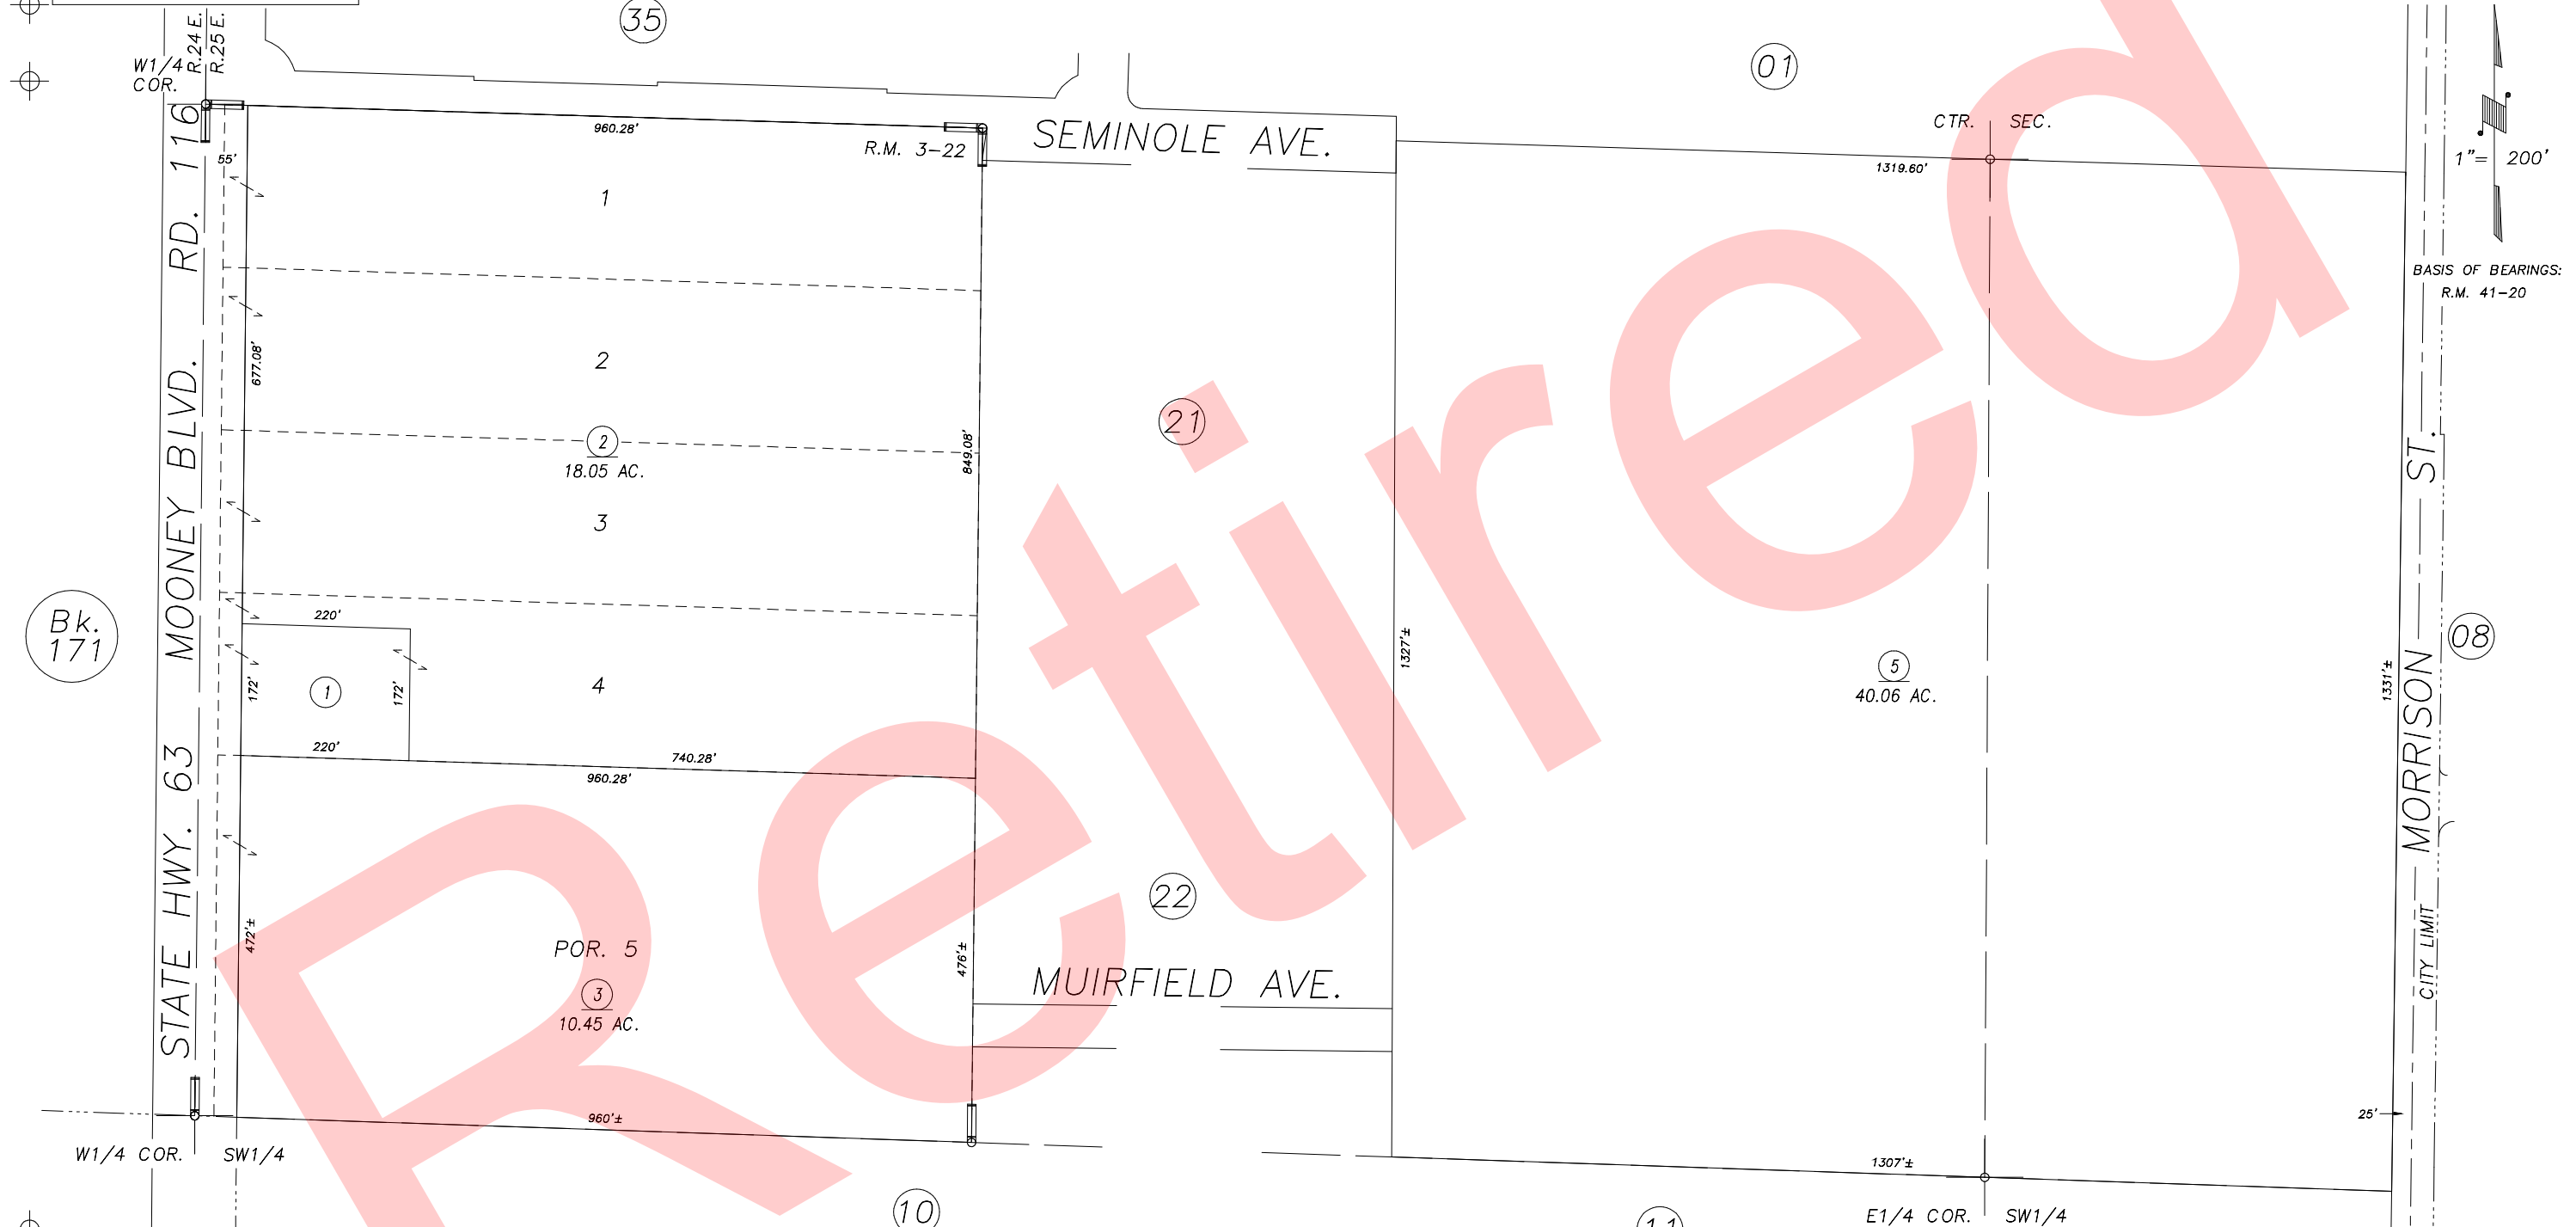 35
R.24 E.
R.25 E.
W1/4
COR.
01
CTR. SEC.
1"= 200'
BASIS OF BEARINGS:
R.M. 41-20
960.28'
R.M. 3-22
SEMINOLE AVE.
1319.60'
55'
1
2
677.08'
2
18.05 AC.
849.08'
21
3
220'
172'
1
172'
4
220'
740.28'
960.28'
Bk.
171
STATE HWY. 63 MOONEY BLVD. RD. 116
1327'±
5
40.06 AC.
1331'±
MORRISON ST.
08
CITY LIMIT
472'±
POR. 5
3
10.45 AC.
476'±
22
MUIRFIELD AVE.
25'
960'±
W1/4 COR. SW1/4
1307'±
10
11
E1/4 COR. SW1/4
Retired